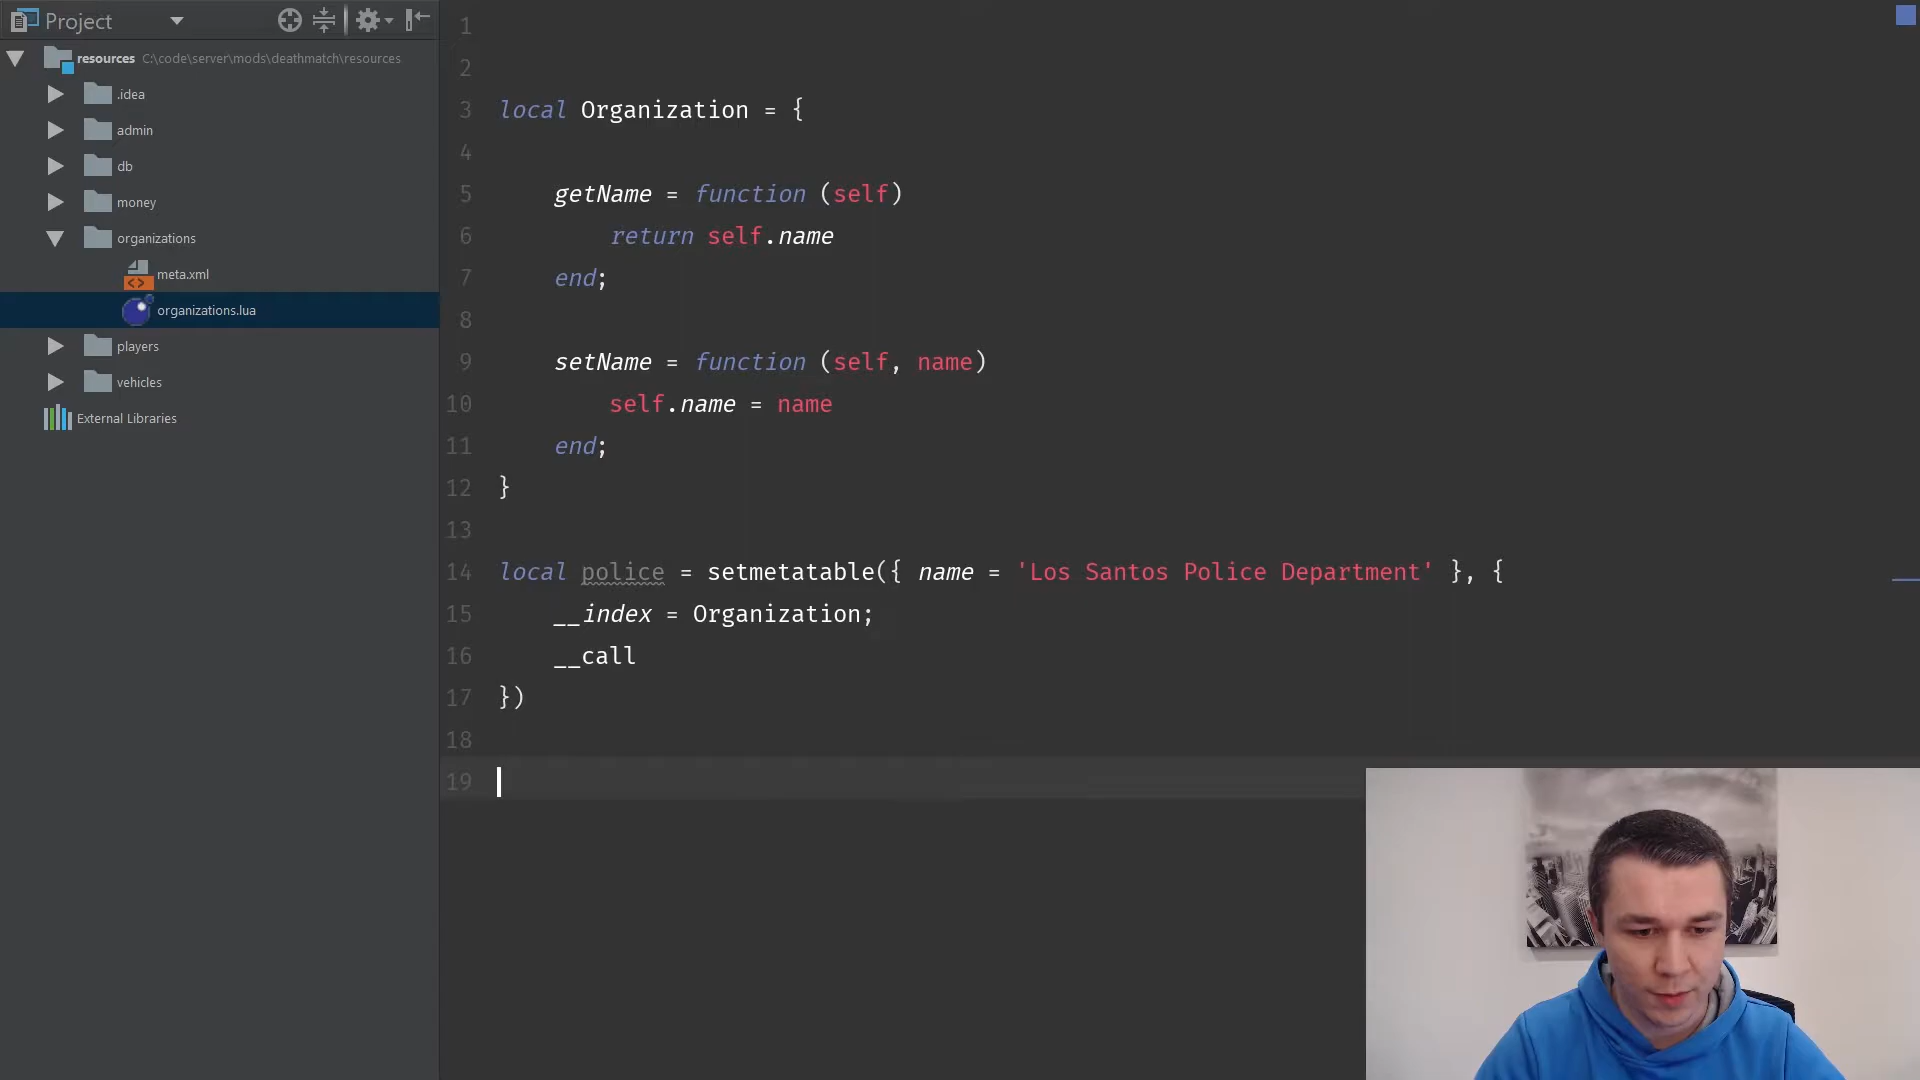 Project
resources C:\code\server\mods\deathmatch\resources
.idea
admin
db
money
organizations
meta.xml
organizations.lua
players
vehicles
External Libraries
1
2
3 local Organization = {
4
5 getName = function (self)
6 return self.name
7 end;
8
9 setName = function (self, name)
10 self.name = name
11 end;
12 }
13
14 local police = setmetatable({ name = 'Los Santos Police Department' }, {
15 __index = Organization;
16 __call
17 })
18
19